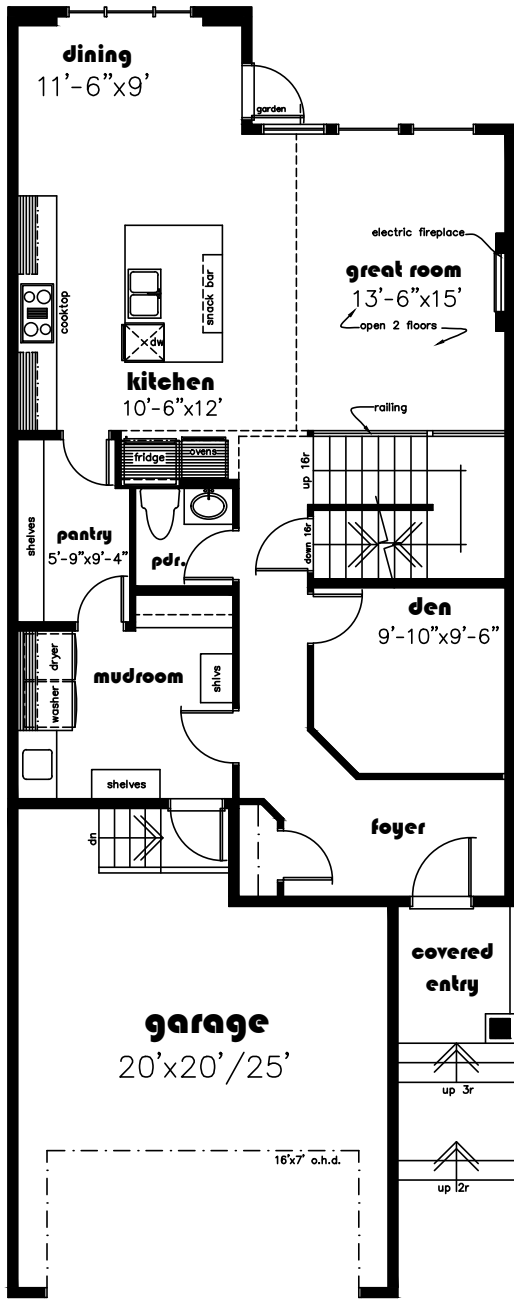 dining
11'-6"x9'
garden
electric fireplace
great room
13'-6"x15'
open 2 floors
cooktop
snack bar
dw
kitchen
10'-6"x12'
railing
fridge
ovens
up 16r
shelves
pantry
5'-9"x9'-4"
pdr.
down 16r
den
9'-10"x9'-6"
dryer
washer
mudroom
shlvs
shelves
dn
foyer
covered
entry
garage
20'x20'/25'
up 3r
16'x7' o.h.d.
up 2r